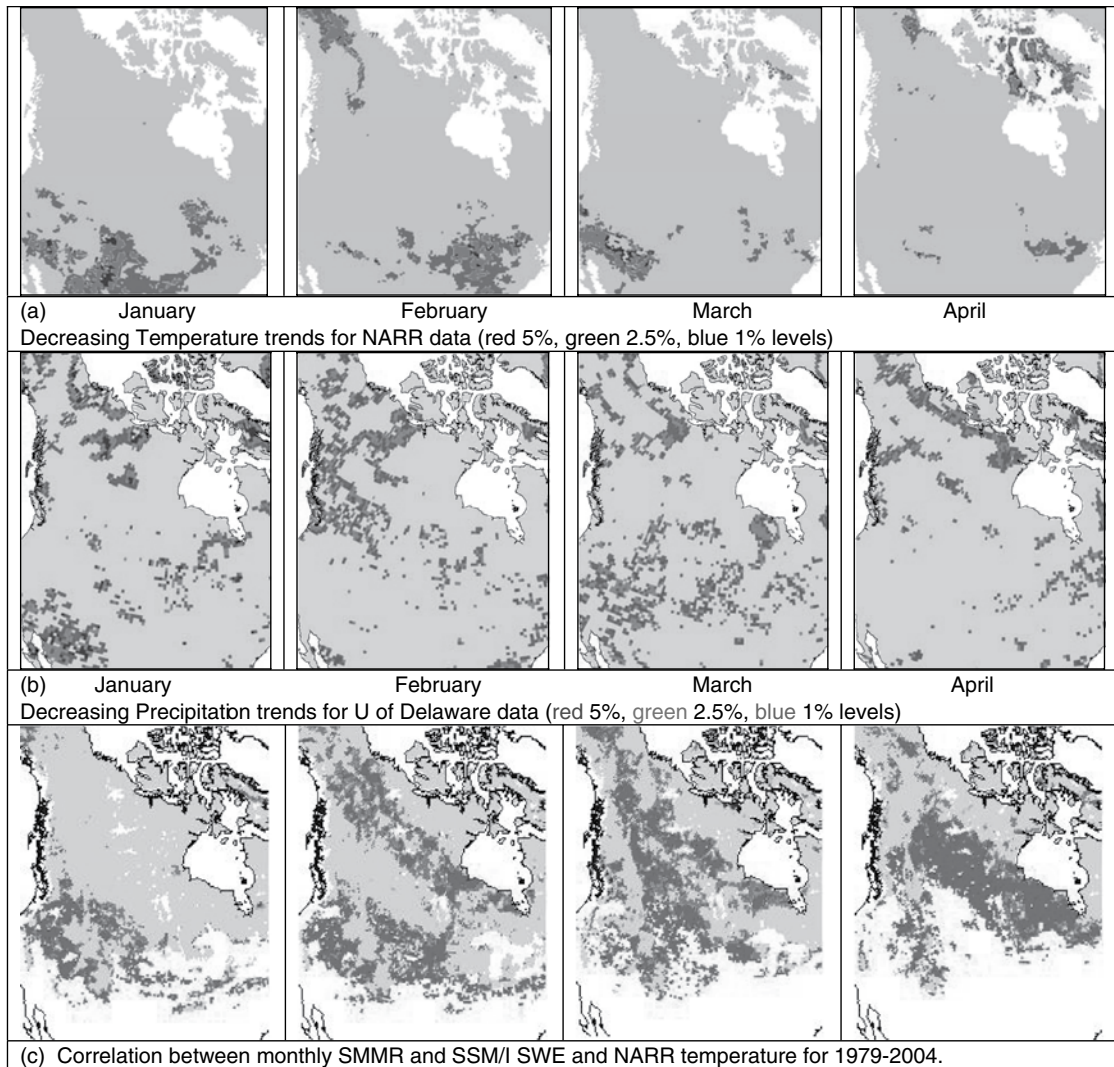 (a) January February March April
Decreasing Temperature trends for NARR data (red 5%, green 2.5%, blue 1% levels)
(b) January February March April
Decreasing Precipitation trends for U of Delaware data (red 5%, green 2.5%, blue 1% levels)
(c) Correlation between monthly SMMR and SSM/I SWE and NARR temperature for 1979-2004.